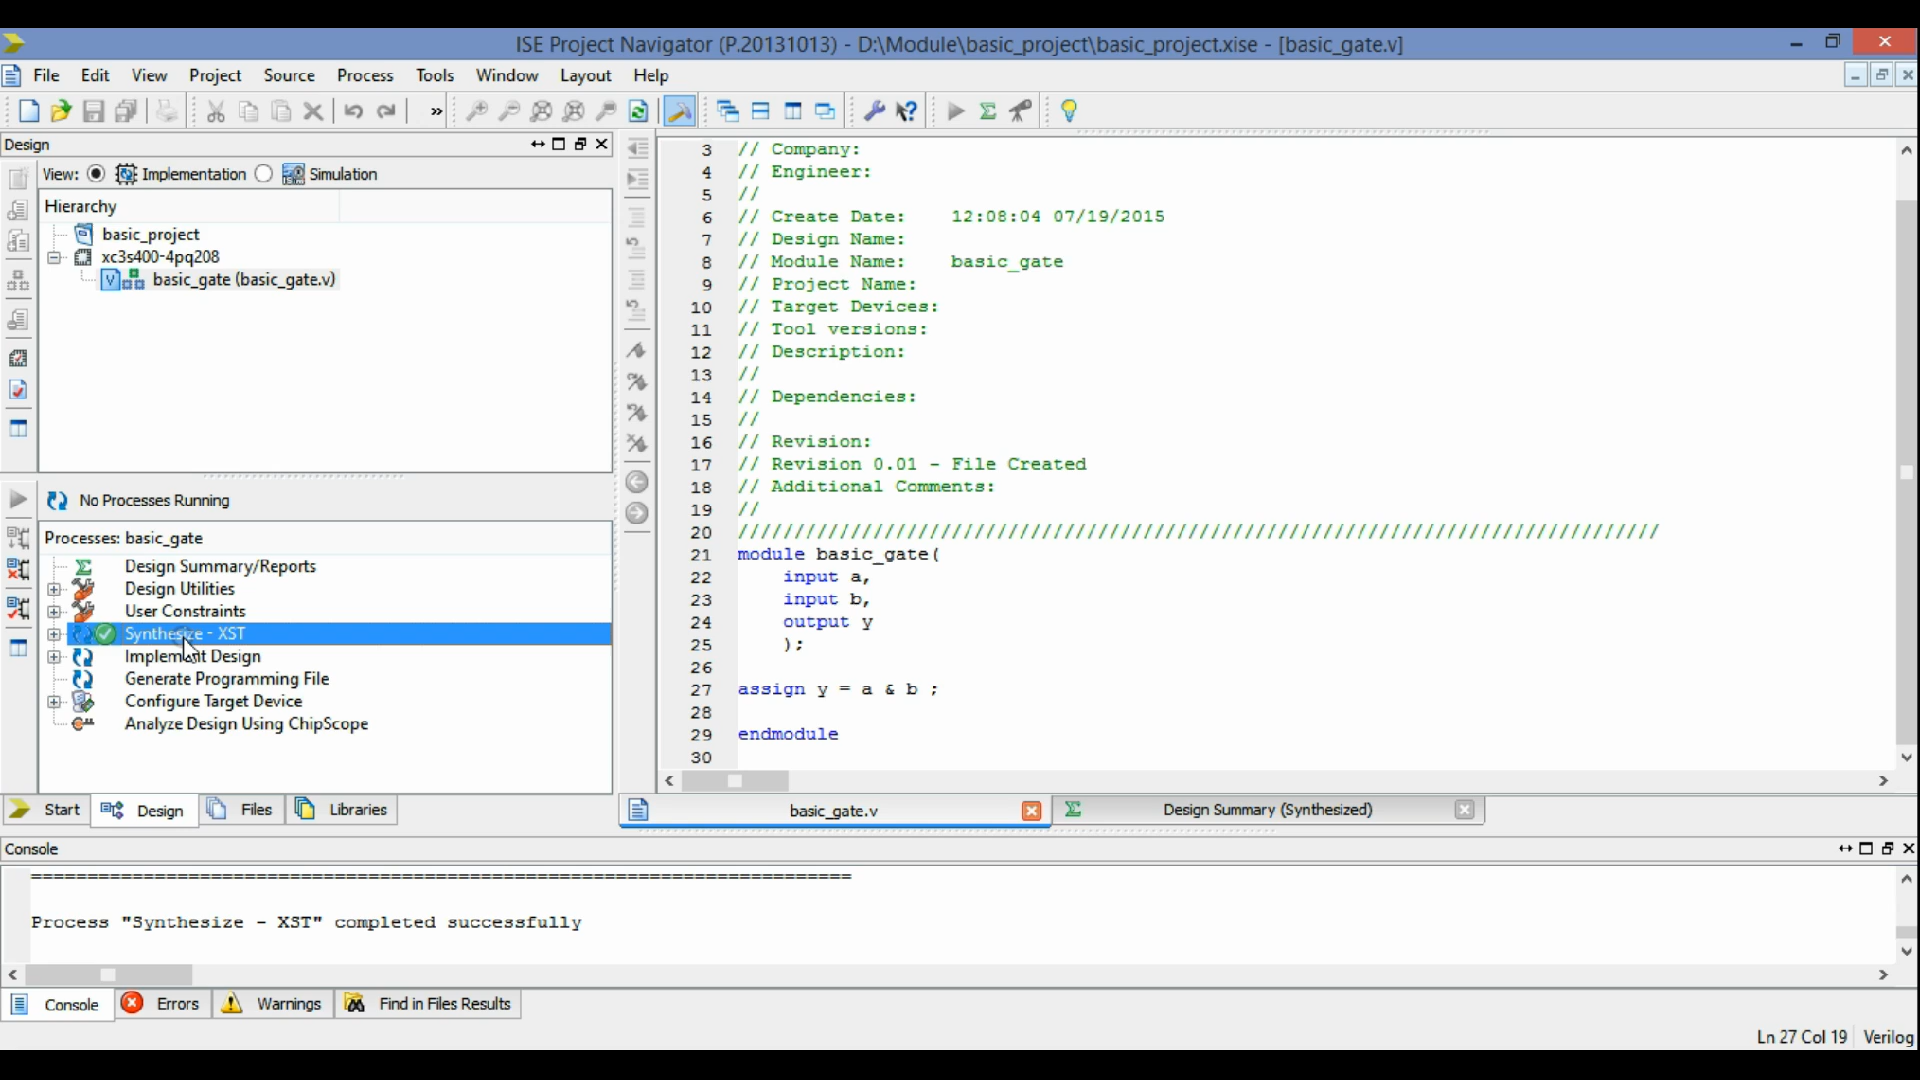 ISE Project Navigator (P.20131013) - D:\Module\basic_project\basic_project.xise - [basic_gate.v]
File Edit View Project Source Process Tools Window Layout Help
Design
View: Implementation Simulation
Hierarchy
basic_project
xc3s400-4pq208
basic_gate (basic_gate.v)
No Processes Running
Processes: basic_gate
Design Summary/Reports
Design Utilities
User Constraints
Synthesize - XST
Implement Design
Generate Programming File
Configure Target Device
Analyze Design Using ChipScope
Start Design Files Libraries
3 // Company:
4 // Engineer:
5 //
6 // Create Date: 12:08:04 07/19/2015
7 // Design Name:
8 // Module Name: basic_gate
9 // Project Name:
10 // Target Devices:
11 // Tool versions:
12 // Description:
13 //
14 // Dependencies:
15 //
16 // Revision:
17 // Revision 0.01 - File Created
18 // Additional Comments:
19 //
20 //////////////////////////////////////////////////////////////////////////////////
21 module basic_gate(
22 input a,
23 input b,
24 output y
25 );
26
27 assign y = a & b ;
28
29 endmodule
30
basic_gate.v Design Summary (Synthesized)
Console
=========================================================================
Process "Synthesize - XST" completed successfully
Console Errors Warnings Find in Files Results
Ln 27 Col 19 Verilog